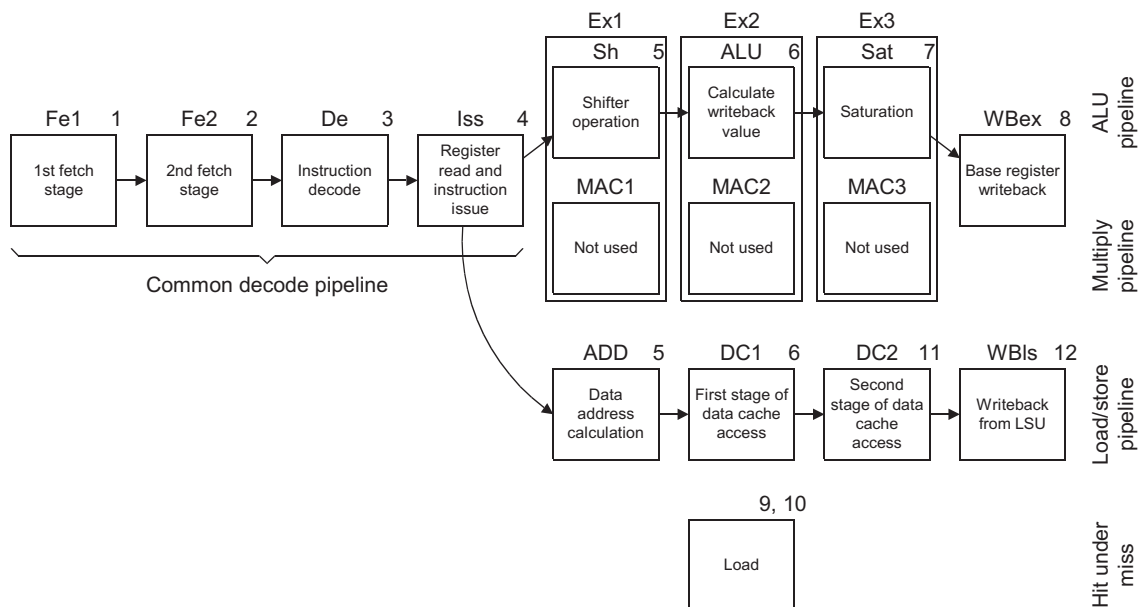 Ex1 Ex2 Ex3
Sh 5 ALU 6 Sat 7
Shifter
operation
Calculate
writeback
value
Saturation
ALU
pipeline
Fe1 1 Fe2 2 De 3 Iss 4
WBex 8
1st fetch
stage
2nd fetch
stage
Instruction
decode
Register
read and
instruction
issue
Base register
writeback
MAC1 MAC2 MAC3
Not used Not used Not used
Multiply
pipeline
Common decode pipeline
ADD 5 DC1 6 DC2 11 WBls 12
Data
address
calculation
First stage of
data cache
access
Second
stage of data
cache
access
Writeback
from LSU
Load/store
pipeline
9, 10
Load
Hit under
miss